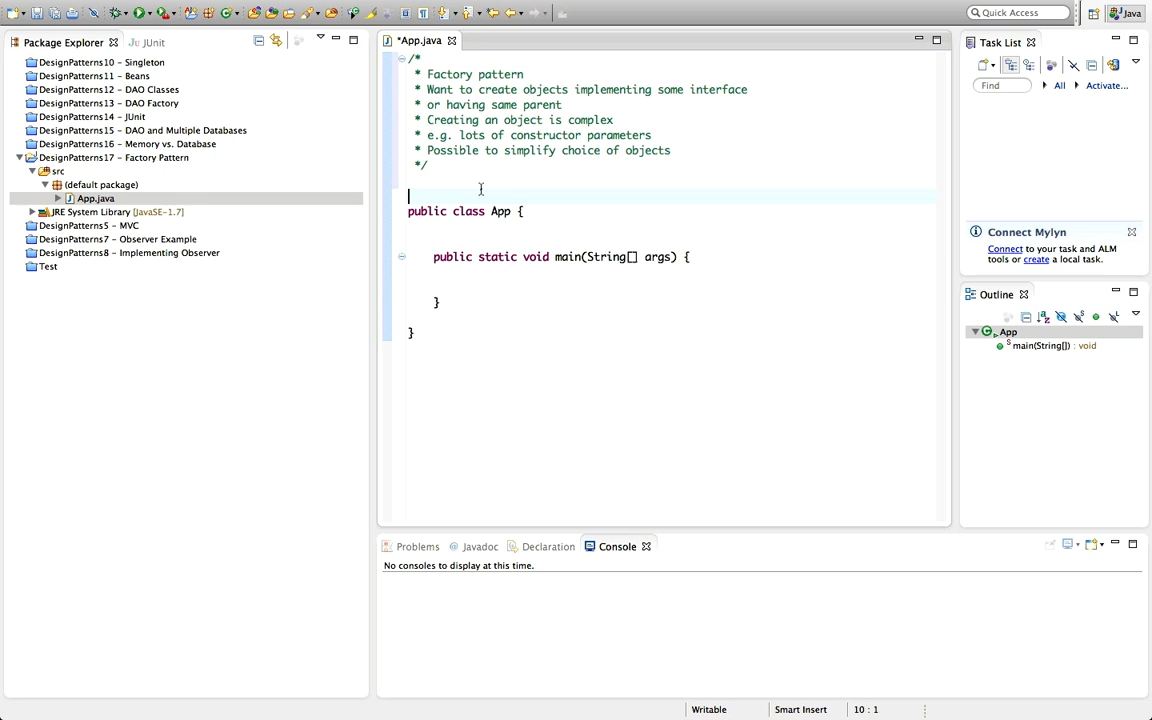 Quick Access
Java
Package Explorer
JUnit
DesignPatterns10 - Singleton
DesignPatterns11 - Beans
DesignPatterns12 - DAO Classes
DesignPatterns13 - DAO Factory
DesignPatterns14 - JUnit
DesignPatterns15 - DAO and Multiple Databases
DesignPatterns16 - Memory vs. Database
DesignPatterns17 - Factory Pattern
src
(default package)
App.java
JRE System Library [JavaSE-1.7]
DesignPatterns5 - MVC
DesignPatterns7 - Observer Example
DesignPatterns8 - Implementing Observer
Test
*App.java
/*
* Factory pattern
* Want to create objects implementing some interface
* or having same parent
* Creating an object is complex
* e.g. lots of constructor parameters
* Possible to simplify choice of objects
*/
public class App {
public static void main(String[] args) {
}
}
Task List
Find
All
Activate...
Connect Mylyn
Connect to your task and ALM
tools or create a local task.
Outline
App
S
main(String[]) : void
Problems
@ Javadoc
Declaration
Console
No consoles to display at this time.
Writable
Smart Insert
10 : 1